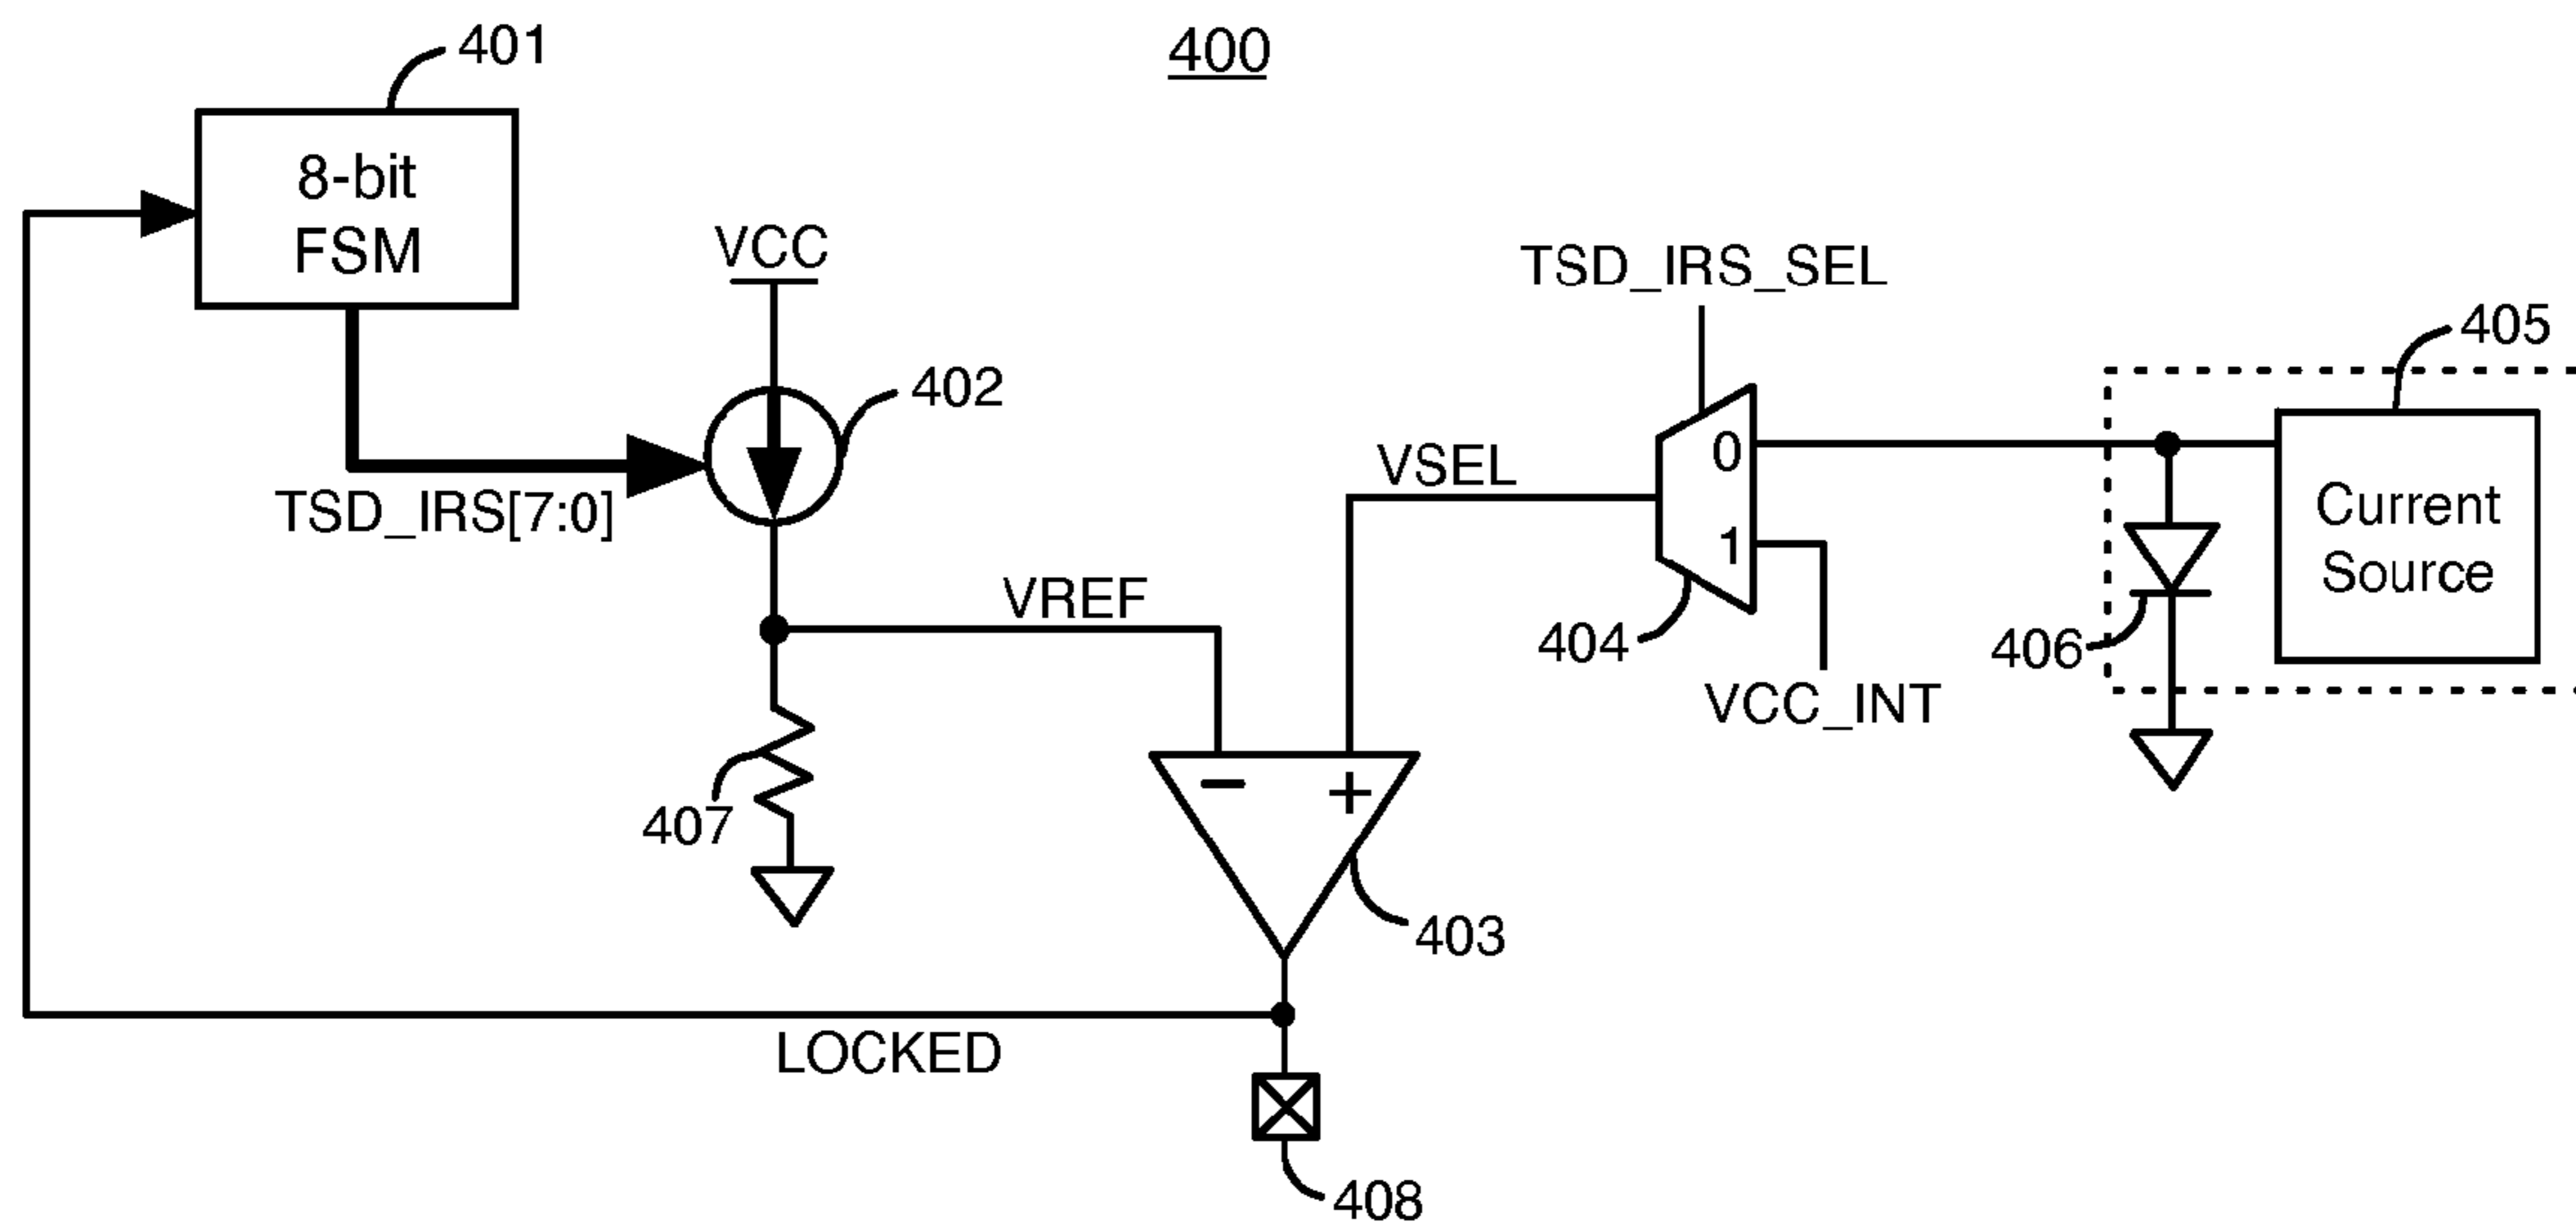 400
401
8-bit
FSM
VCC
402
TSD_IRS[7:0]
VREF
407
TSD_IRS_SEL
VSEL
0
1
404
VCC_INT
405
Current
Source
406
−
+
403
LOCKED
408